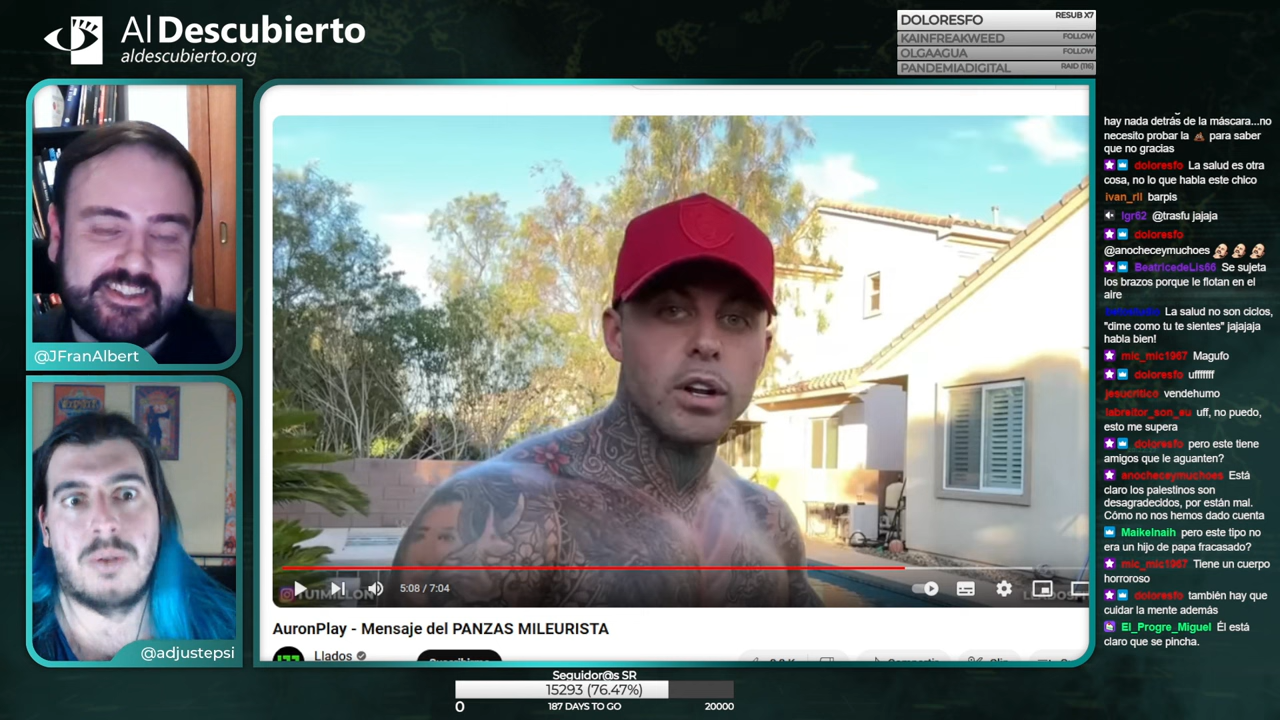 Al Descubierto
aldescubierto.org
DOLORESFO RESUB X7
KAINFREAKWEED FOLLOW
OLGAAGUA FOLLOW
PANDEMIADIGITAL RAID (116)
@JFranAlbert
@adjustepsi
5:08 / 7:04
TU1MILLON
AuronPlay - Mensaje del PANZAS MILEURISTA
Llados
hay nada detrás de la máscara...no
necesito probar la 💩 para saber
que no gracias
doloresfo La salud es otra
cosa, no lo que habla este chico
ivan_rll barpis
lgr62 @trasfu jajaja
doloresfo
@anocheceymuchoes
BeatricedeLis66 Se sujeta
los brazos porque le flotan en el
aire
La salud no son ciclos,
"dime como tu te sientes" jajajaja
habla bien!
mic_mic1967 Magufo
doloresfo ufffffff
jesucritico vendehumo
labreitor_son_eu uff, no puedo,
esto me supera
doloresfo pero este tiene
amigos que le aguanten?
anocheceymuchoes Está
claro los palestinos son
desagradecidos, por están mal.
Cómo no nos hemos dado cuenta
Maikelnaih pero este tipo no
era un hijo de papa fracasado?
mic_mic1967 Tiene un cuerpo
horroroso
doloresfo también hay que
cuidar la mente además
El_Progre_Miguel Él está
claro que se pincha.
Seguidor@s SR
15293 (76.47%)
0 187 DAYS TO GO 20000